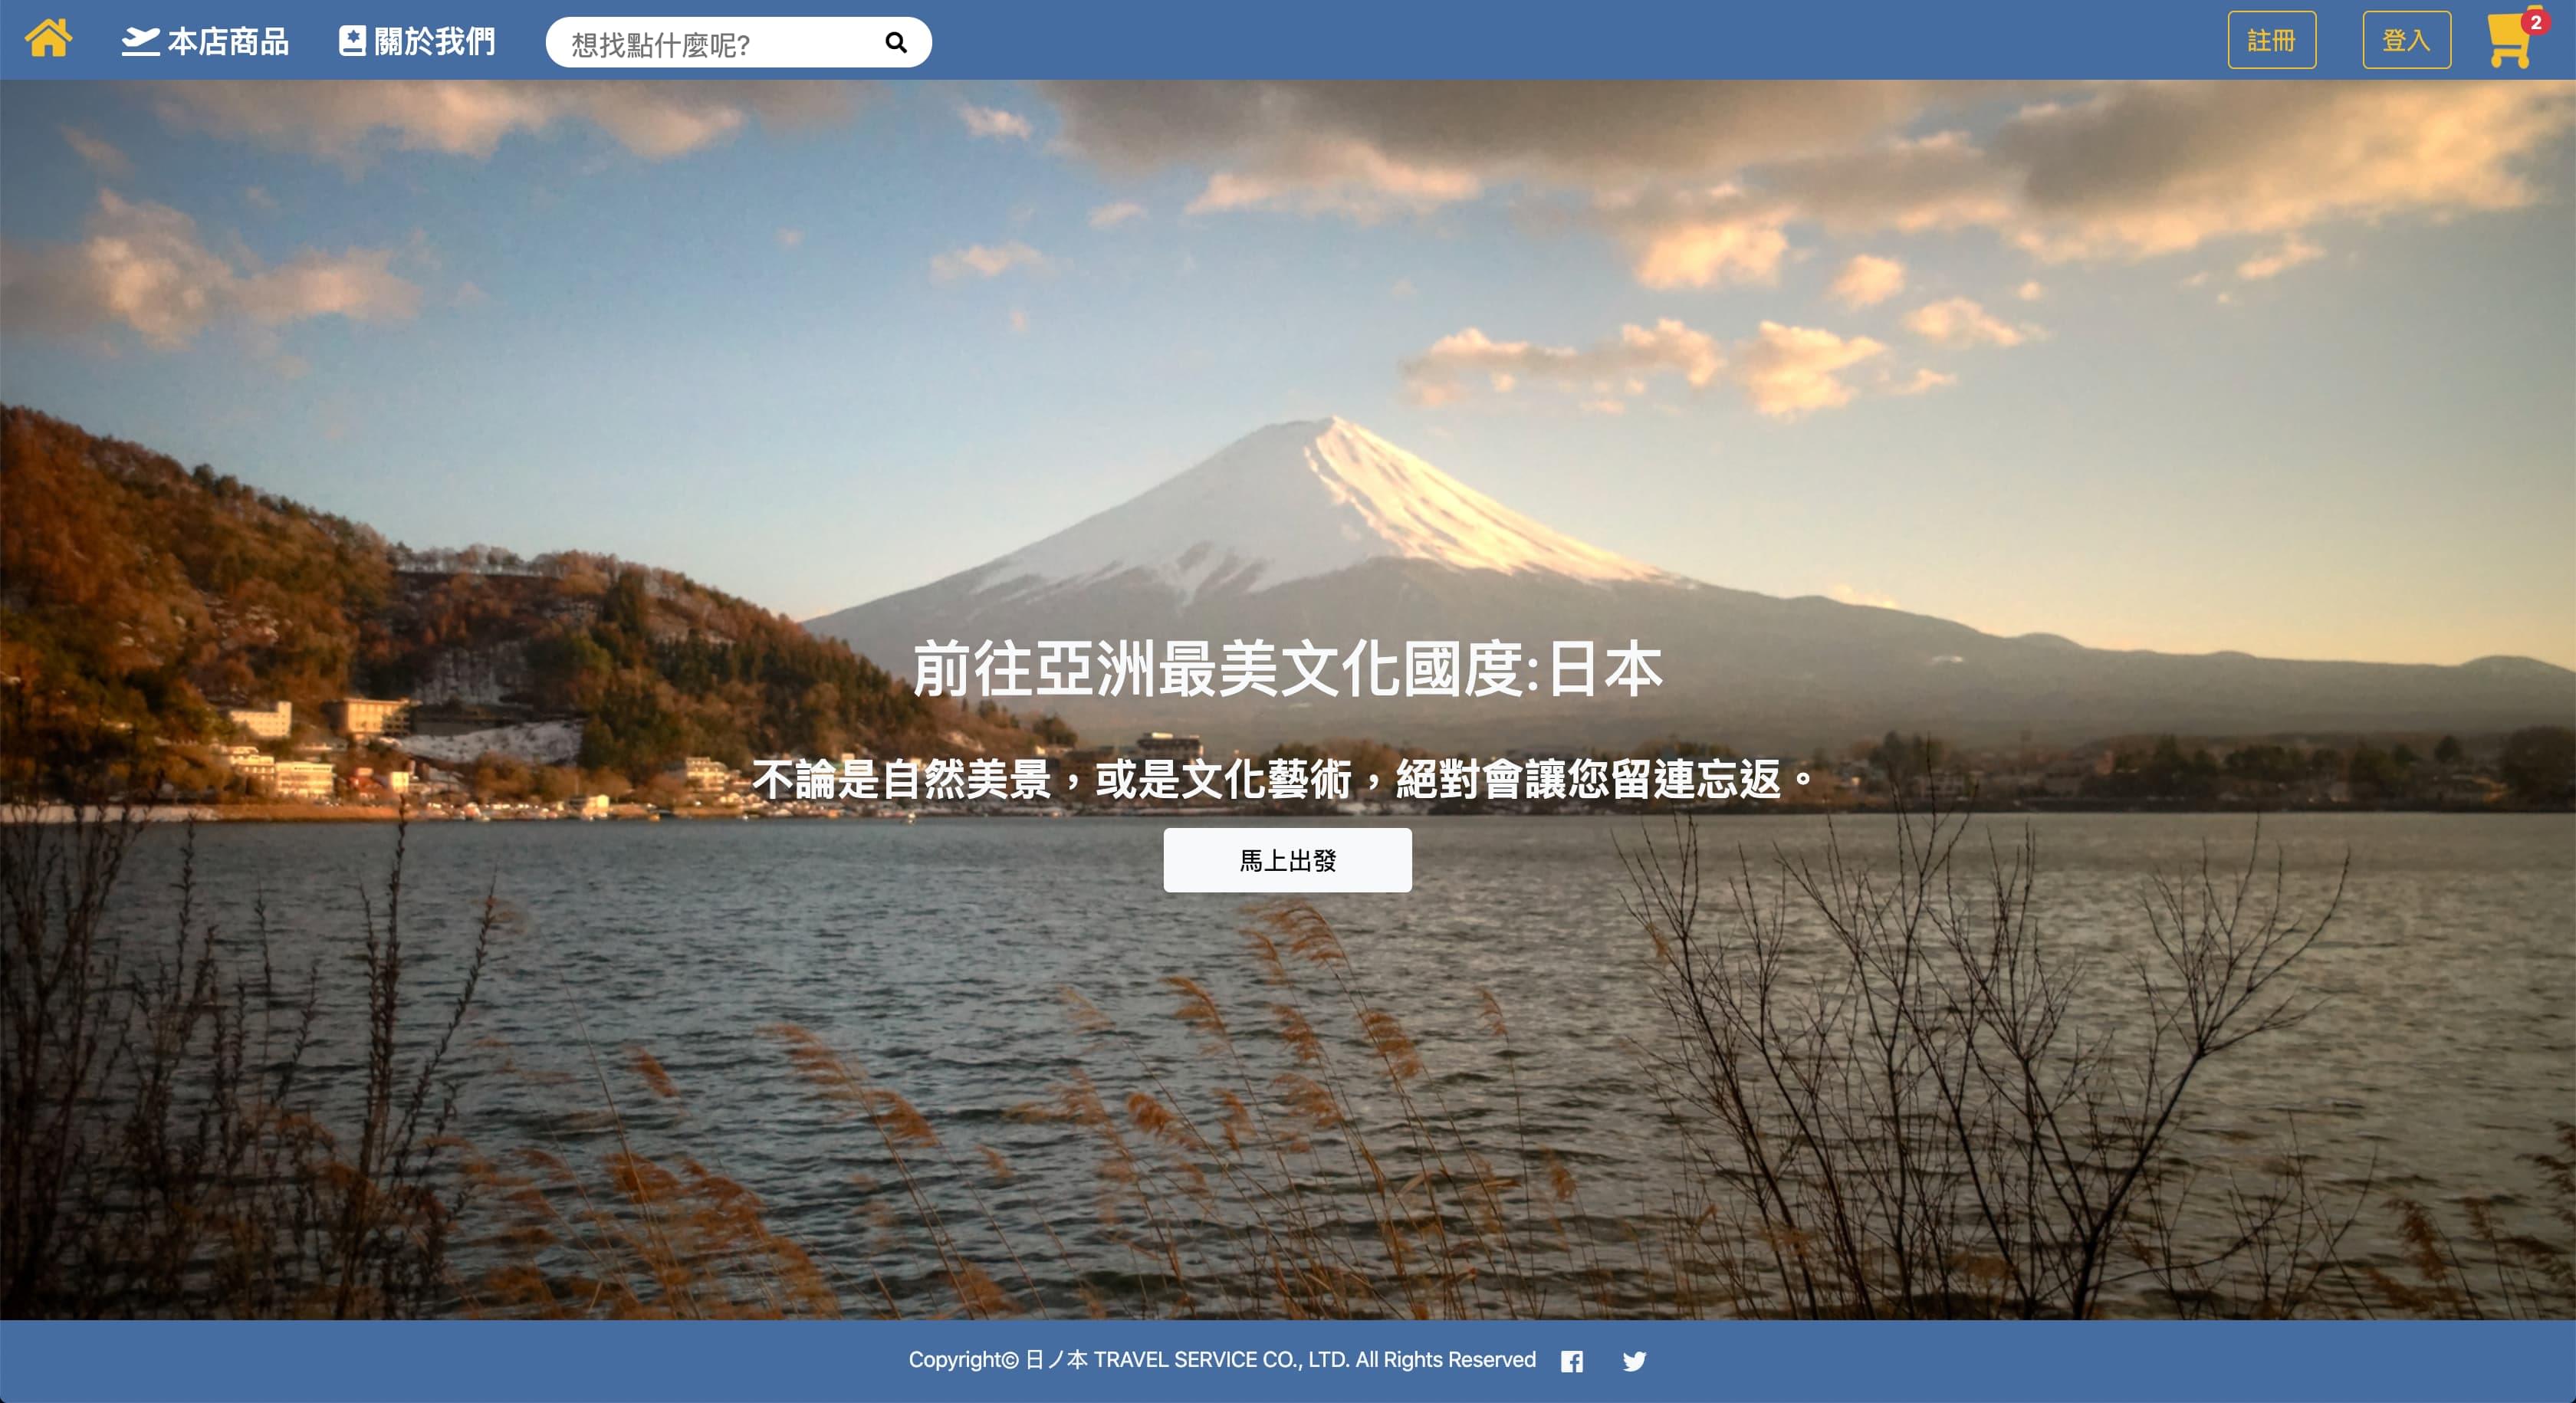 本店商品 關於我們 想找點什麼呢? 註冊 登入 2
前往亞洲最美文化國度:日本
不論是自然美景，或是文化藝術，絕對會讓您留連忘返。
馬上出發
Copyright© 日ノ本 TRAVEL SERVICE CO., LTD. All Rights Reserved